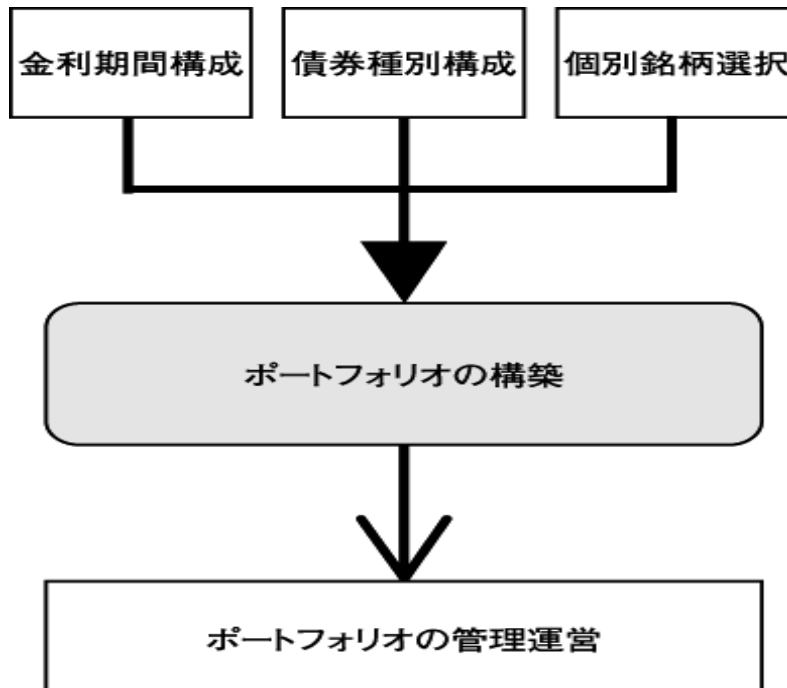 金利期間構成
債券種別構成
個別銘柄選択
ポートフォリオの構築
ポートフォリオの管理運営